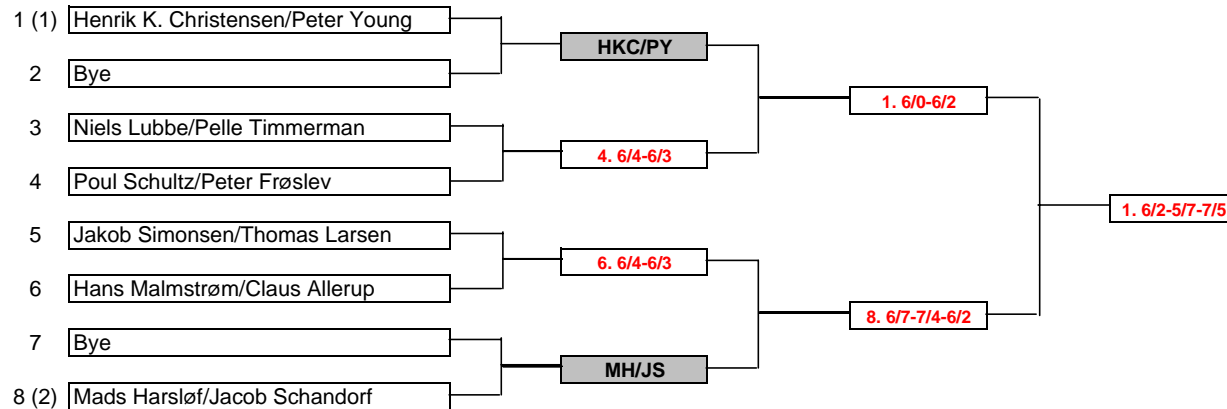 1 (1) Henrik K. Christensen/Peter Young
HKC/PY
2 Bye
1. 6/0-6/2
3 Niels Lubbe/Pelle Timmerman
4. 6/4-6/3
4 Poul Schultz/Peter Frøslev
1. 6/2-5/7-7/5
5 Jakob Simonsen/Thomas Larsen
6. 6/4-6/3
6 Hans Malmstrøm/Claus Allerup
8. 6/7-7/4-6/2
7 Bye
MH/JS
8 (2) Mads Harsløf/Jacob Schandorf